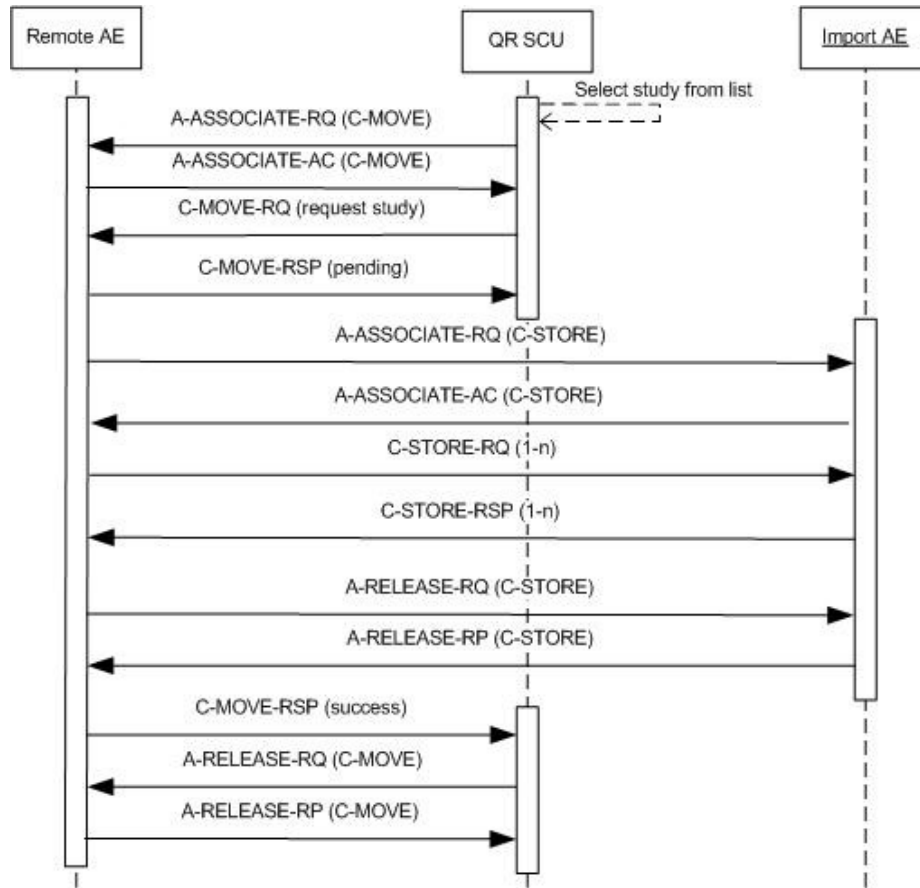 Remote AE
QR SCU
Import AE
Select study from list
A-ASSOCIATE-RQ (C-MOVE)
A-ASSOCIATE-AC (C-MOVE)
C-MOVE-RQ (request study)
C-MOVE-RSP (pending)
A-ASSOCIATE-RQ (C-STORE)
A-ASSOCIATE-AC (C-STORE)
C-STORE-RQ (1-n)
C-STORE-RSP (1-n)
A-RELEASE-RQ (C-STORE)
A-RELEASE-RP (C-STORE)
C-MOVE-RSP (success)
A-RELEASE-RQ (C-MOVE)
A-RELEASE-RP (C-MOVE)